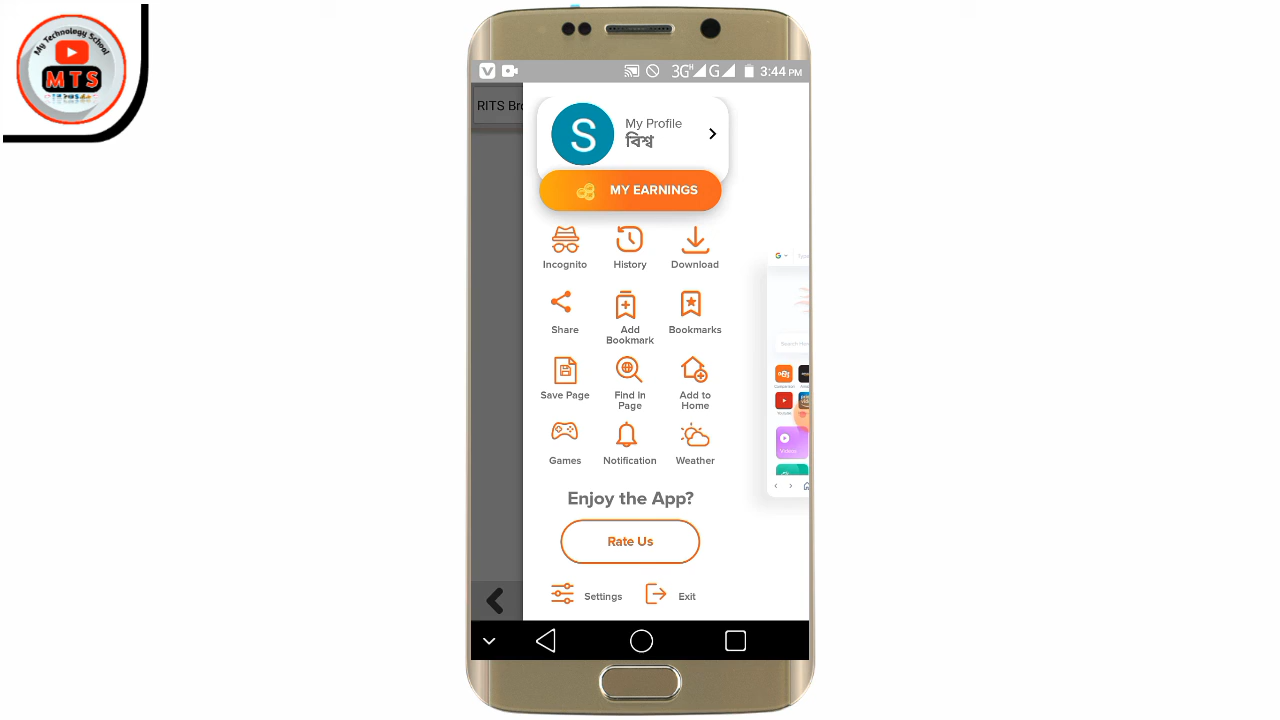 My Technology School
MTS
3G H G 3:44 PM
RITS Bro
S
My Profile
বিশ্ব
MY EARNINGS
Incognito History Download
Share Add Bookmarks
Bookmark
Save Page Find In Add to
Page Home
Games Notification Weather
Enjoy the App?
Rate Us
Settings Exit
Videos